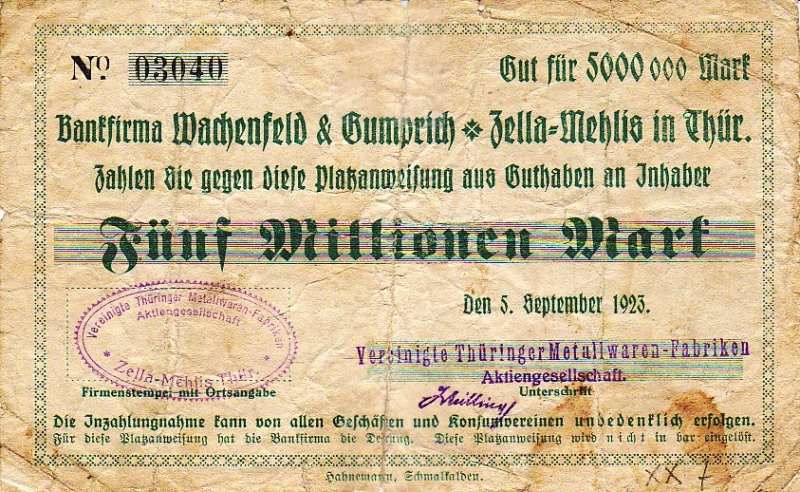 No. 03040
Gut für 5000000 Mark
Bankfirma Wachenfeld & Gumprich ✤ Zella-Mehlis in Thür.
Zahlen Sie gegen diese Platzanweisung aus Guthaben an Inhaber
Fünf Millionen Mark
Den 5. September 1923.
Vereinigte Thüringer Metallwaren-Fabriken
Aktiengesellschaft
* Zella-Mehlis Thür. *
Firmenstempel mit Ortsangabe
Vereinigte Thüringer Metallwaren-Fabriken
Aktiengesellschaft.
Unterschrift
Die Inzahlungnahme kann von allen Geschäften und Konsumvereinen unbedenklich erfolgen.
Für diese Platzanweisung hat die Bankfirma die Deckung. Diese Platzanweisung wird nicht in bar eingelöst.
Hahnemann, Schmalkalden.
XX 7